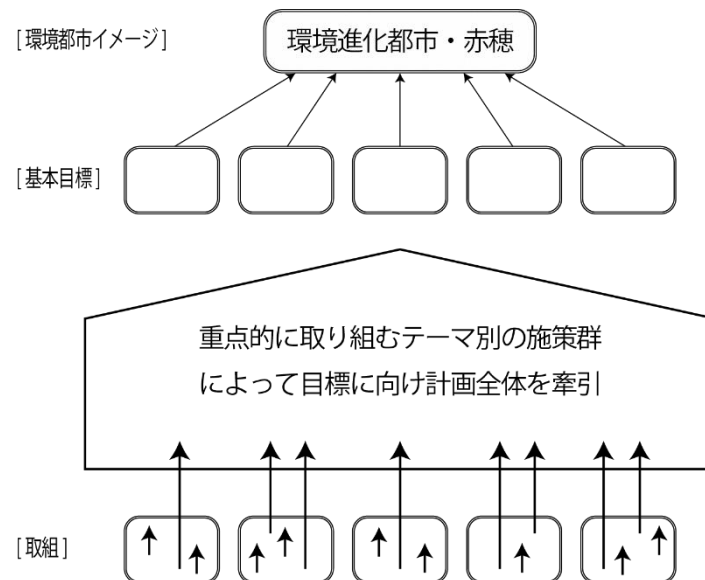 [環境都市イメージ]
環境進化都市・赤穂
[基本目標]
重点的に取り組むテーマ別の施策群
によって目標に向け計画全体を牽引
[取組]